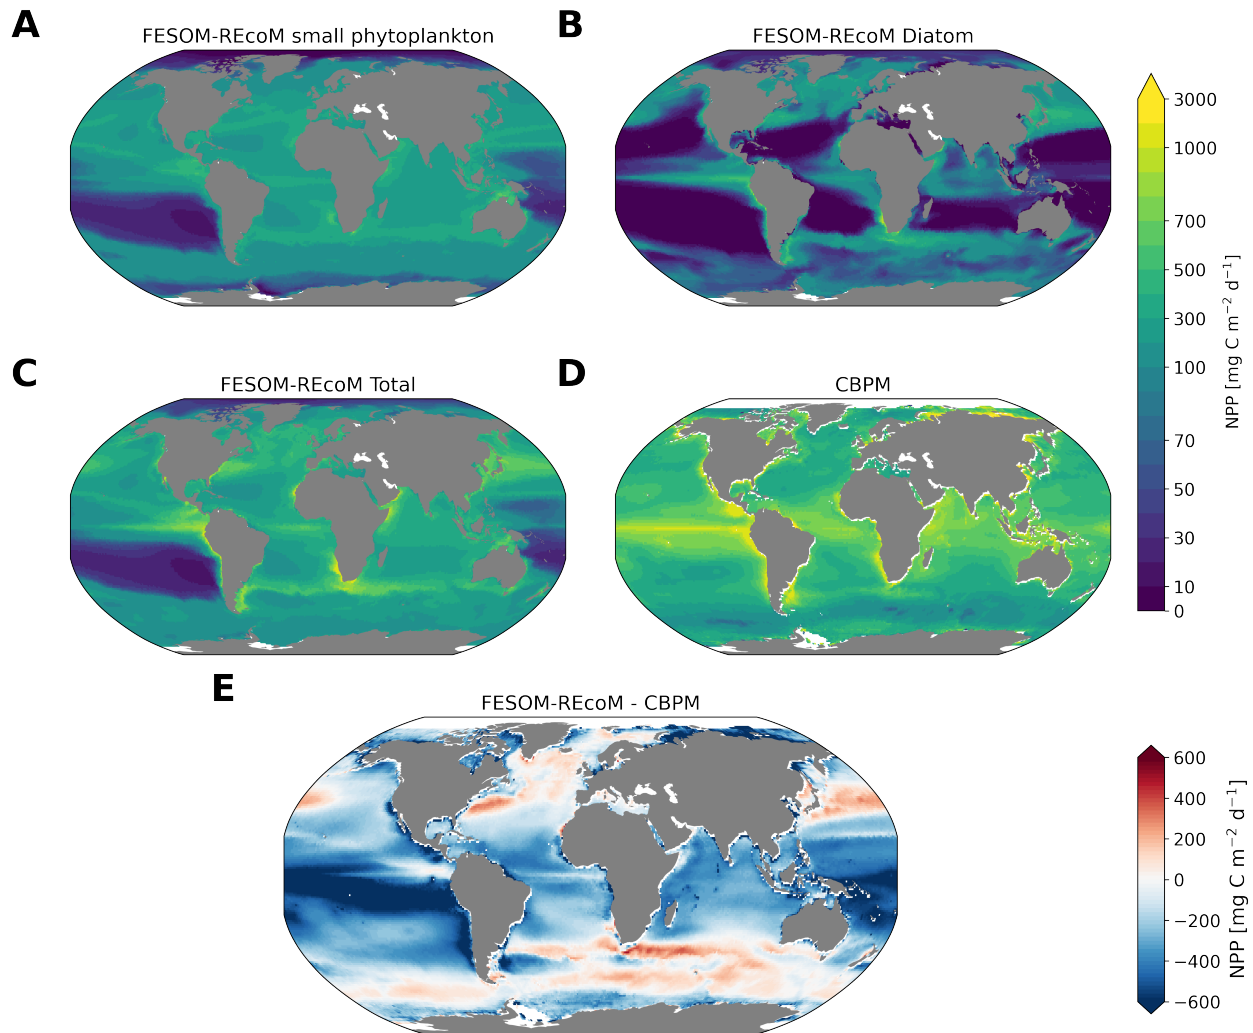 A
FESOM-REcoM small phytoplankton
B
FESOM-REcoM Diatom
C
FESOM-REcoM Total
D
CBPM
3000
1000
700
500
300
100
70
50
30
10
0
NPP [mg C m⁻² d⁻¹]
E
FESOM-REcoM - CBPM
600
400
200
0
−200
−400
−600
NPP [mg C m⁻² d⁻¹]